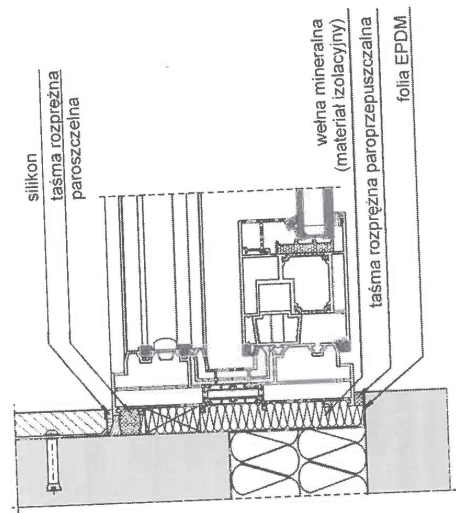 silikon
taśma rozprężna
paroszczelna
wełna mineralna
(materiał izolacyjny)
taśma rozprężna paroprzepuszczalna
folia EPDM